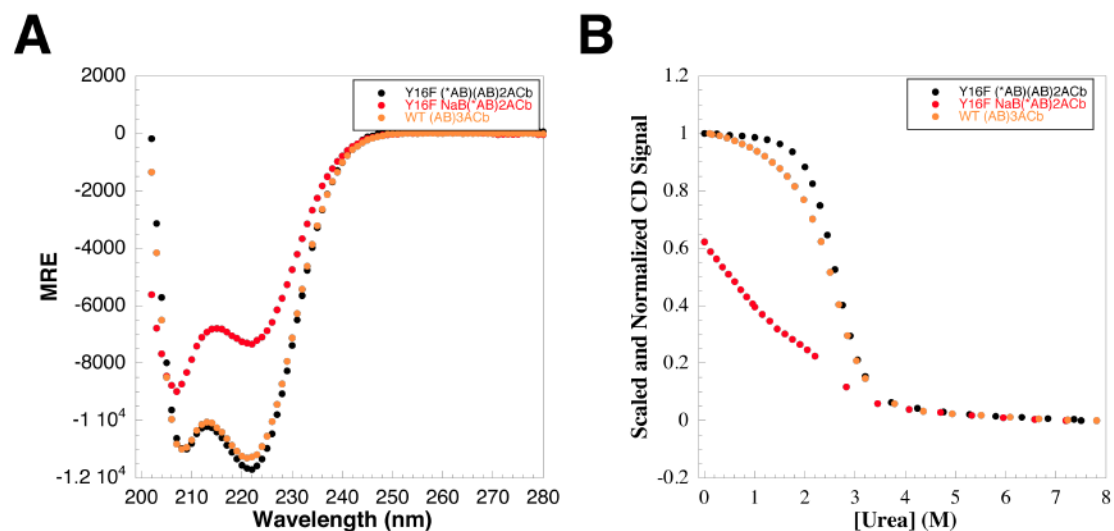 A
2000
0
-2000
-4000
-6000
-8000
-1 10⁴
-1.2 10⁴
MRE
Y16F (*AB)(AB)2ACb
Y16F NaB(*AB)2ACb
WT (AB)3ACb
200 210 220 230 240 250 260 270 280
Wavelength (nm)
B
1.2
1
0.8
0.6
0.4
0.2
0
-0.2
Scaled and Normalized CD Signal
Y16F (*AB)(AB)2ACb
Y16F NaB(*AB)2ACb
WT (AB)3ACb
0 1 2 3 4 5 6 7 8
[Urea] (M)